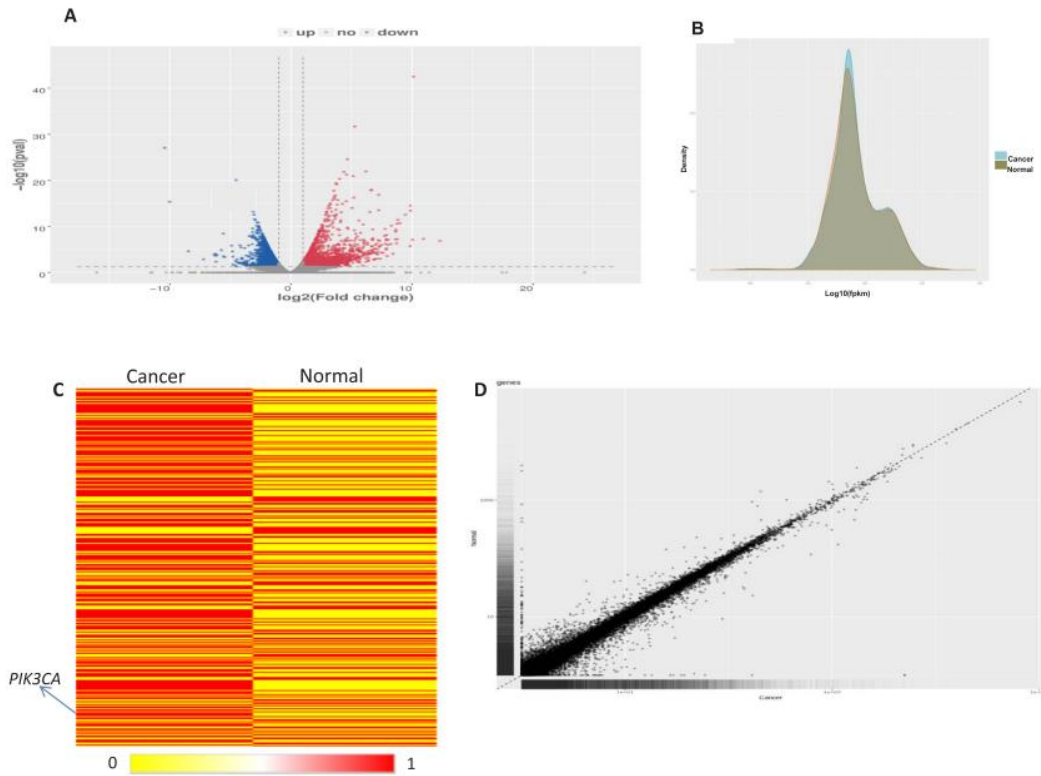 A
up no down
-log10(pval)
40
30
20
10
0
-10
0
10
20
log2(Fold change)
B
Density
Cancer
Normal
Log10(fpkm)
C
Cancer
Normal
PIK3CA
0
1
D
genes
Cancer